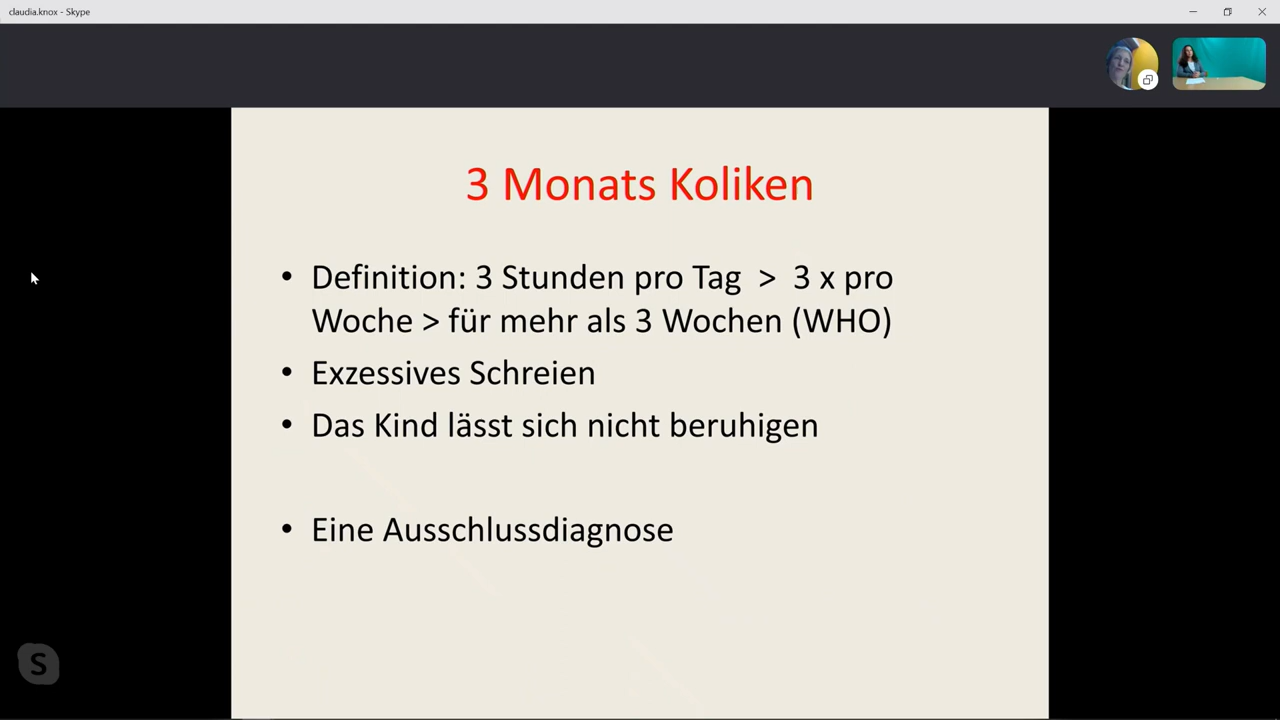 claudia.knox - Skype
3 Monats Koliken
• Definition: 3 Stunden pro Tag > 3 x pro
Woche > für mehr als 3 Wochen (WHO)
• Exzessives Schreien
• Das Kind lässt sich nicht beruhigen
• Eine Ausschlussdiagnose
S